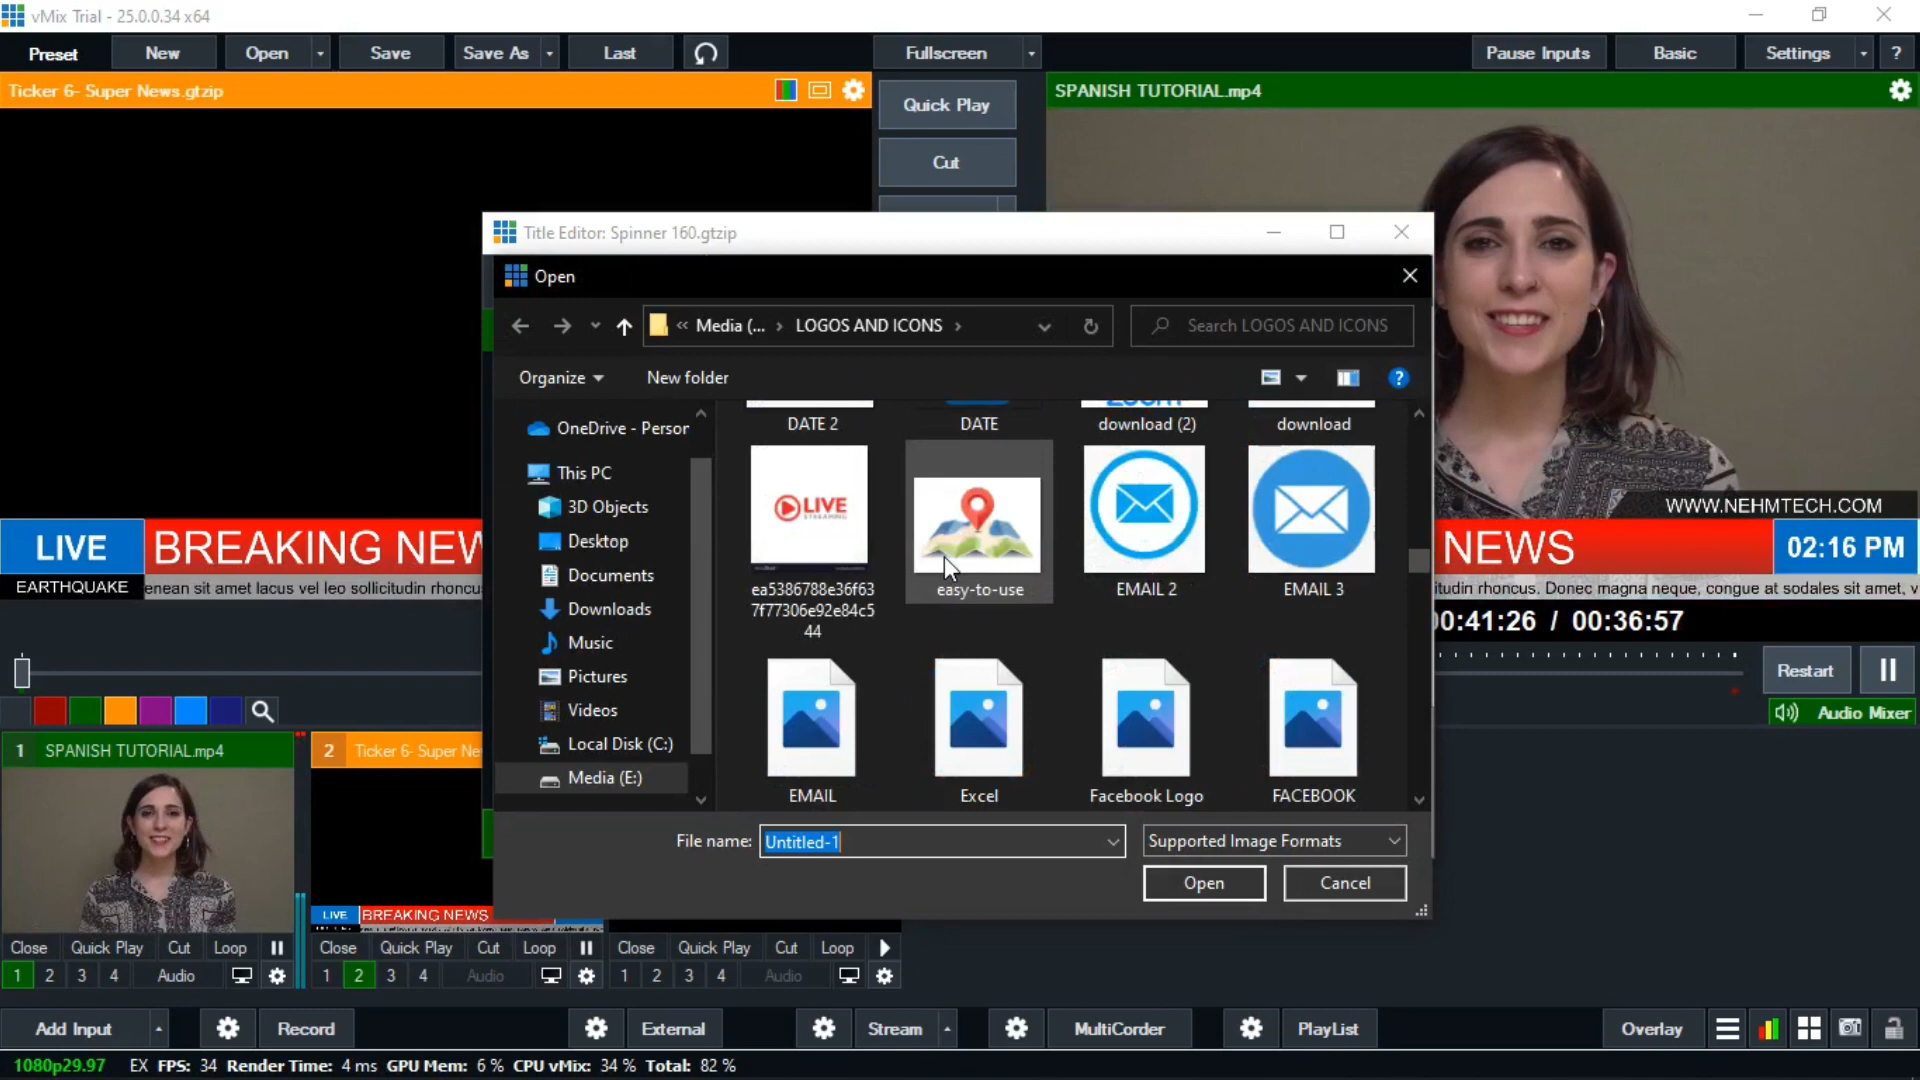 vMix Trial - 25.0.0.34 x64
Preset
New
Open
Save
Save As
Last
Fullscreen
Pause Inputs
Basic
Settings
?
Ticker 6- Super News.gtzip
Quick Play
Cut
SPANISH TUTORIAL.mp4
Title Editor: Spinner 160.gtzip
Open
« Media (... › LOGOS AND ICONS ›
Search LOGOS AND ICONS
Organize
New folder
?
OneDrive - Person
This PC
3D Objects
Desktop
Documents
Downloads
Music
Pictures
Videos
Local Disk (C:)
Media (E:)
DATE 2
DATE
download (2)
download
LIVE
ea5386788e36f63
7f77306e92e84c5
44
easy-to-use
EMAIL 2
EMAIL 3
EMAIL
Excel
Facebook Logo
FACEBOOK
File name:
Untitled-1
Supported Image Formats
Open
Cancel
LIVE
BREAKING NEW
EARTHQUAKE
enean sit amet lacus vel leo sollicitudin rhoncus
WWW.NEHMTECH.COM
NEWS
02:16 PM
itudin rhoncus. Donec magna neque, congue at sodales sit amet, v
0:41:26 / 00:36:57
Restart
Audio Mixer
1 SPANISH TUTORIAL.mp4
2 Ticker 6- Super Ne
LIVE
BREAKING NEWS
Close Quick Play Cut Loop
1 2 3 4 Audio
Close Quick Play Cut Loop
1 2 3 4 Audio
Close Quick Play Cut Loop
1 2 3 4 Audio
Add Input
Record
External
Stream
MultiCorder
PlayList
Overlay
1080p29.97 EX FPS: 34 Render Time: 4 ms GPU Mem: 6 % CPU vMix: 34 % Total: 82 %